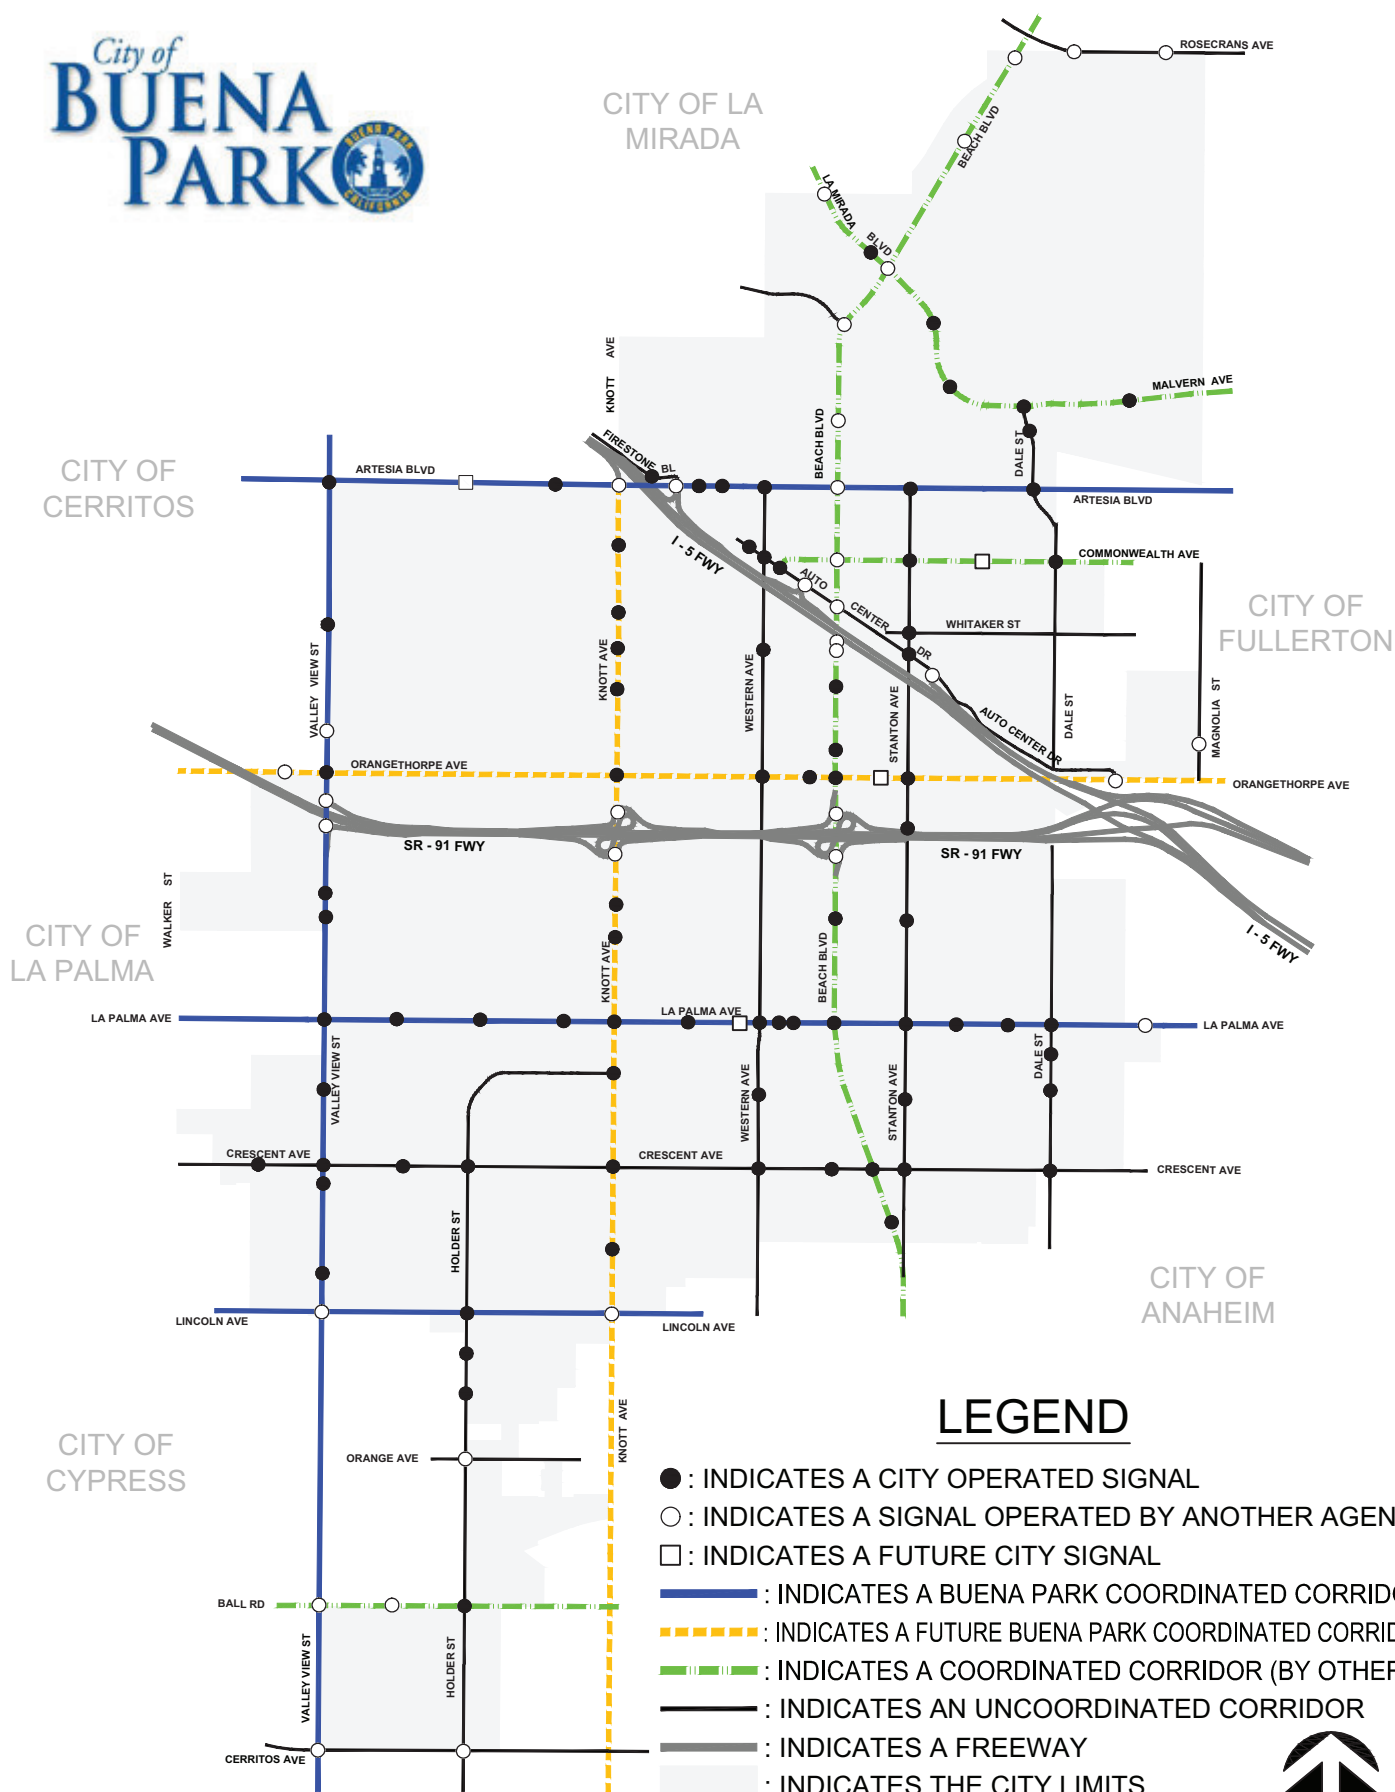 City of
BUENA
PARK
BUENA PARK
CALIFORNIA
CITY OF LA
MIRADA
ROSECRANS AVE
BEACH BLVD
LA MIRADA
BLVD
KNOTT AVE
MALVERN AVE
FIRESTONE BL
BEACH BLVD
DALE ST
CITY OF
CERRITOS
ARTESIA BLVD
ARTESIA BLVD
I - 5 FWY
COMMONWEALTH AVE
AUTO CENTER DR
WHITAKER ST
CITY OF
FULLERTON
VALLEY VIEW ST
KNOTT AVE
WESTERN AVE
STANTON AVE
DALE ST
MAGNOLIA ST
AUTO CENTER DR
ORANGETHORPE AVE
ORANGETHORPE AVE
SR - 91 FWY
SR - 91 FWY
WALKER ST
CITY OF
LA PALMA
KNOTT AVE
BEACH BLVD
I - 5 FWY
LA PALMA AVE
LA PALMA AVE
LA PALMA AVE
VALLEY VIEW ST
WESTERN AVE
STANTON AVE
DALE ST
CRESCENT AVE
CRESCENT AVE
CRESCENT AVE
HOLDER ST
CITY OF
ANAHEIM
LINCOLN AVE
LINCOLN AVE
CITY OF
CYPRESS
KNOTT AVE
ORANGE AVE
BALL RD
VALLEY VIEW ST
HOLDER ST
CERRITOS AVE
LEGEND
: INDICATES A CITY OPERATED SIGNAL
: INDICATES A SIGNAL OPERATED BY ANOTHER AGEN
: INDICATES A FUTURE CITY SIGNAL
: INDICATES A BUENA PARK COORDINATED CORRIDO
: INDICATES A FUTURE BUENA PARK COORDINATED CORRID
: INDICATES A COORDINATED CORRIDOR (BY OTHER
: INDICATES AN UNCOORDINATED CORRIDOR
: INDICATES A FREEWAY
: INDICATES THE CITY LIMITS